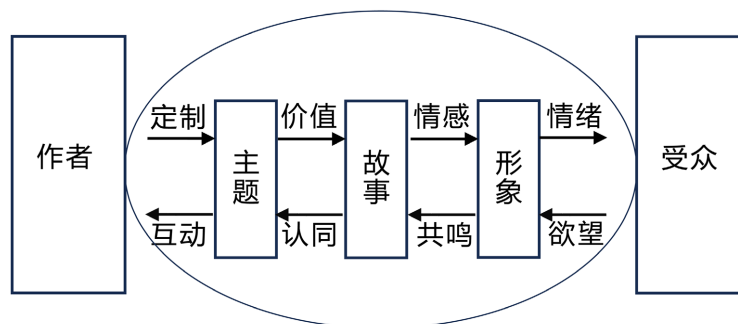 定制
价值
情感
情绪
作者
主题
故事
形象
受众
互动
认同
共鸣
欲望